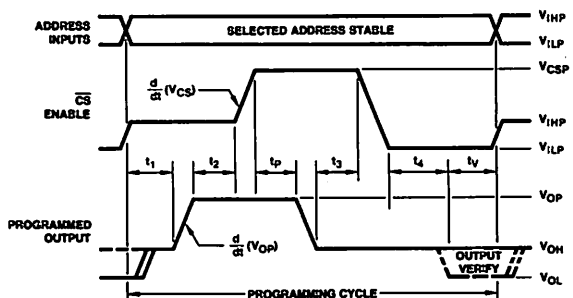 ADDRESS
INPUTS
SELECTED ADDRESS STABLE
VIHP
VILP
CS
ENABLE
d/dt (VCS)
VCSP
VIHP
VILP
t1
t2
tP
t3
t4
tV
PROGRAMMED
OUTPUT
d/dt (VOP)
VOP
VOH
OUTPUT
VERIFY
VOL
PROGRAMMING CYCLE